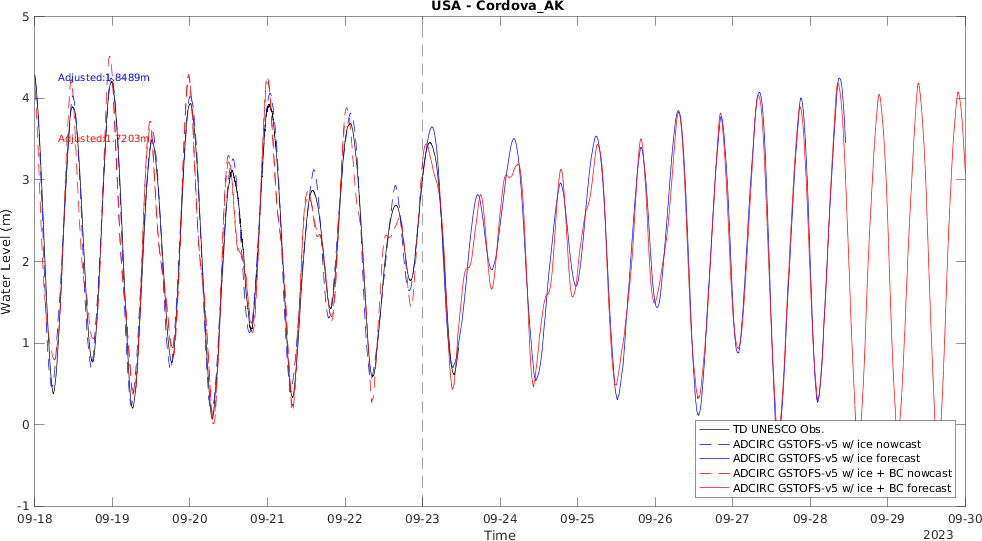 USA - Cordova_AK
5
4
3
2
1
0
-1
Water Level (m)
Adjusted:1.8489m
Adjusted:1.7203m
TD UNESCO Obs.
ADCIRC GSTOFS-v5 w/ ice nowcast
ADCIRC GSTOFS-v5 w/ ice forecast
ADCIRC GSTOFS-v5 w/ ice + BC nowcast
ADCIRC GSTOFS-v5 w/ ice + BC forecast
09-18 09-19 09-20 09-21 09-22 09-23 09-24 09-25 09-26 09-27 09-28 09-29 09-30
Time
2023